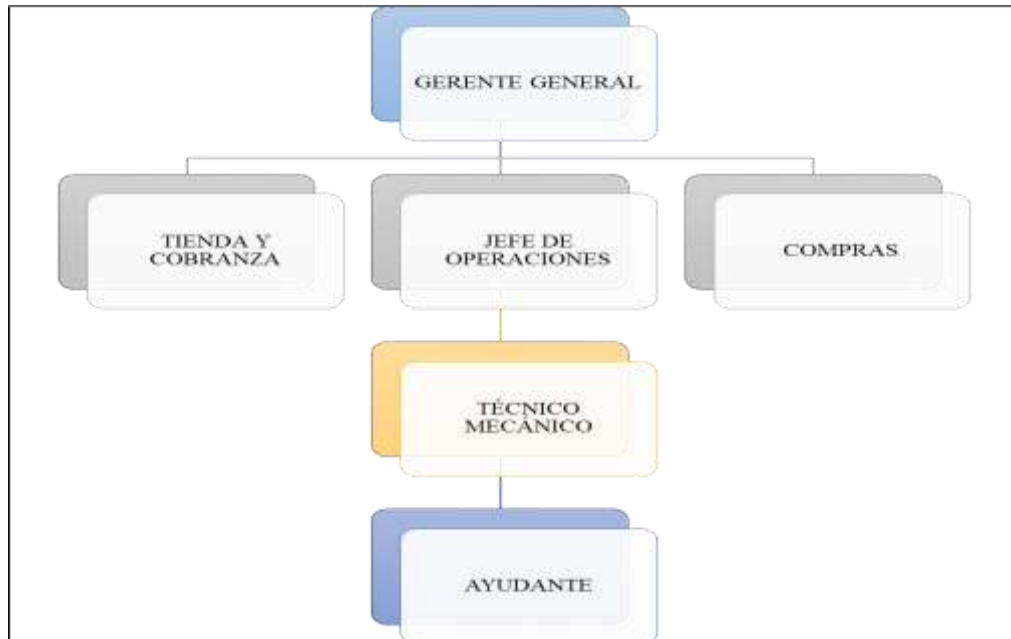 GERENTE GENERAL
TIENDA Y
COBRANZA
JEFE DE
OPERACIONES
COMPRAS
TÉCNICO
MECÁNICO
AYUDANTE